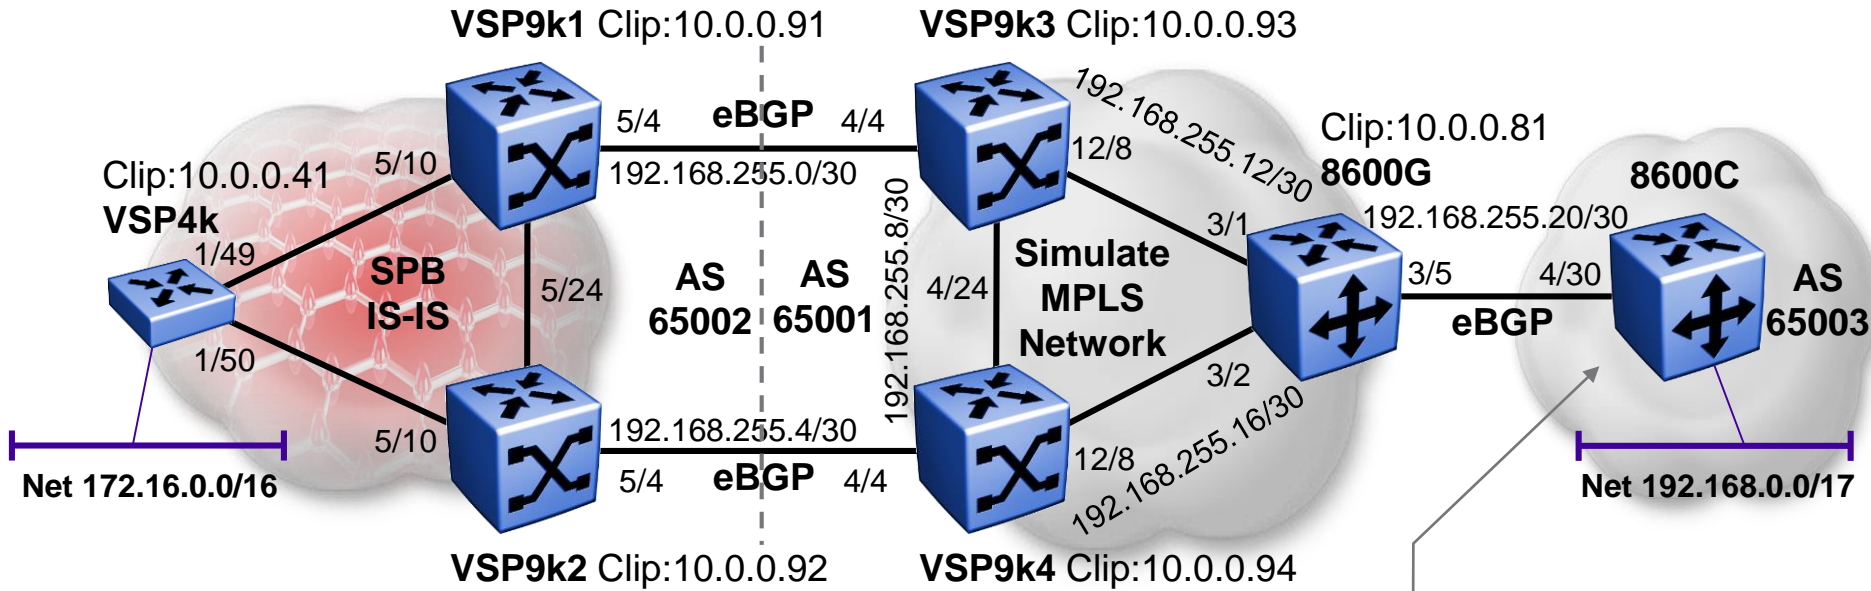 VSP9k1 Clip:10.0.0.91
VSP9k3 Clip:10.0.0.93
5/4 eBGP 4/4
192.168.255.0/30
192.168.255.12/30
12/8
5/10
Clip:10.0.0.41
VSP4k
1/49
Clip:10.0.0.81
8600G
8600C
192.168.255.20/30
3/1
3/5
4/30
eBGP
AS
65003
SPB
IS-IS
5/24
AS
65002
AS
65001
192.168.255.8/30
4/24
Simulate
MPLS
Network
1/50
3/2
192.168.255.16/30
5/10
192.168.255.4/30
5/4 eBGP 4/4
12/8
Net 172.16.0.0/16
Net 192.168.0.0/17
VSP9k2 Clip:10.0.0.92
VSP9k4 Clip:10.0.0.94